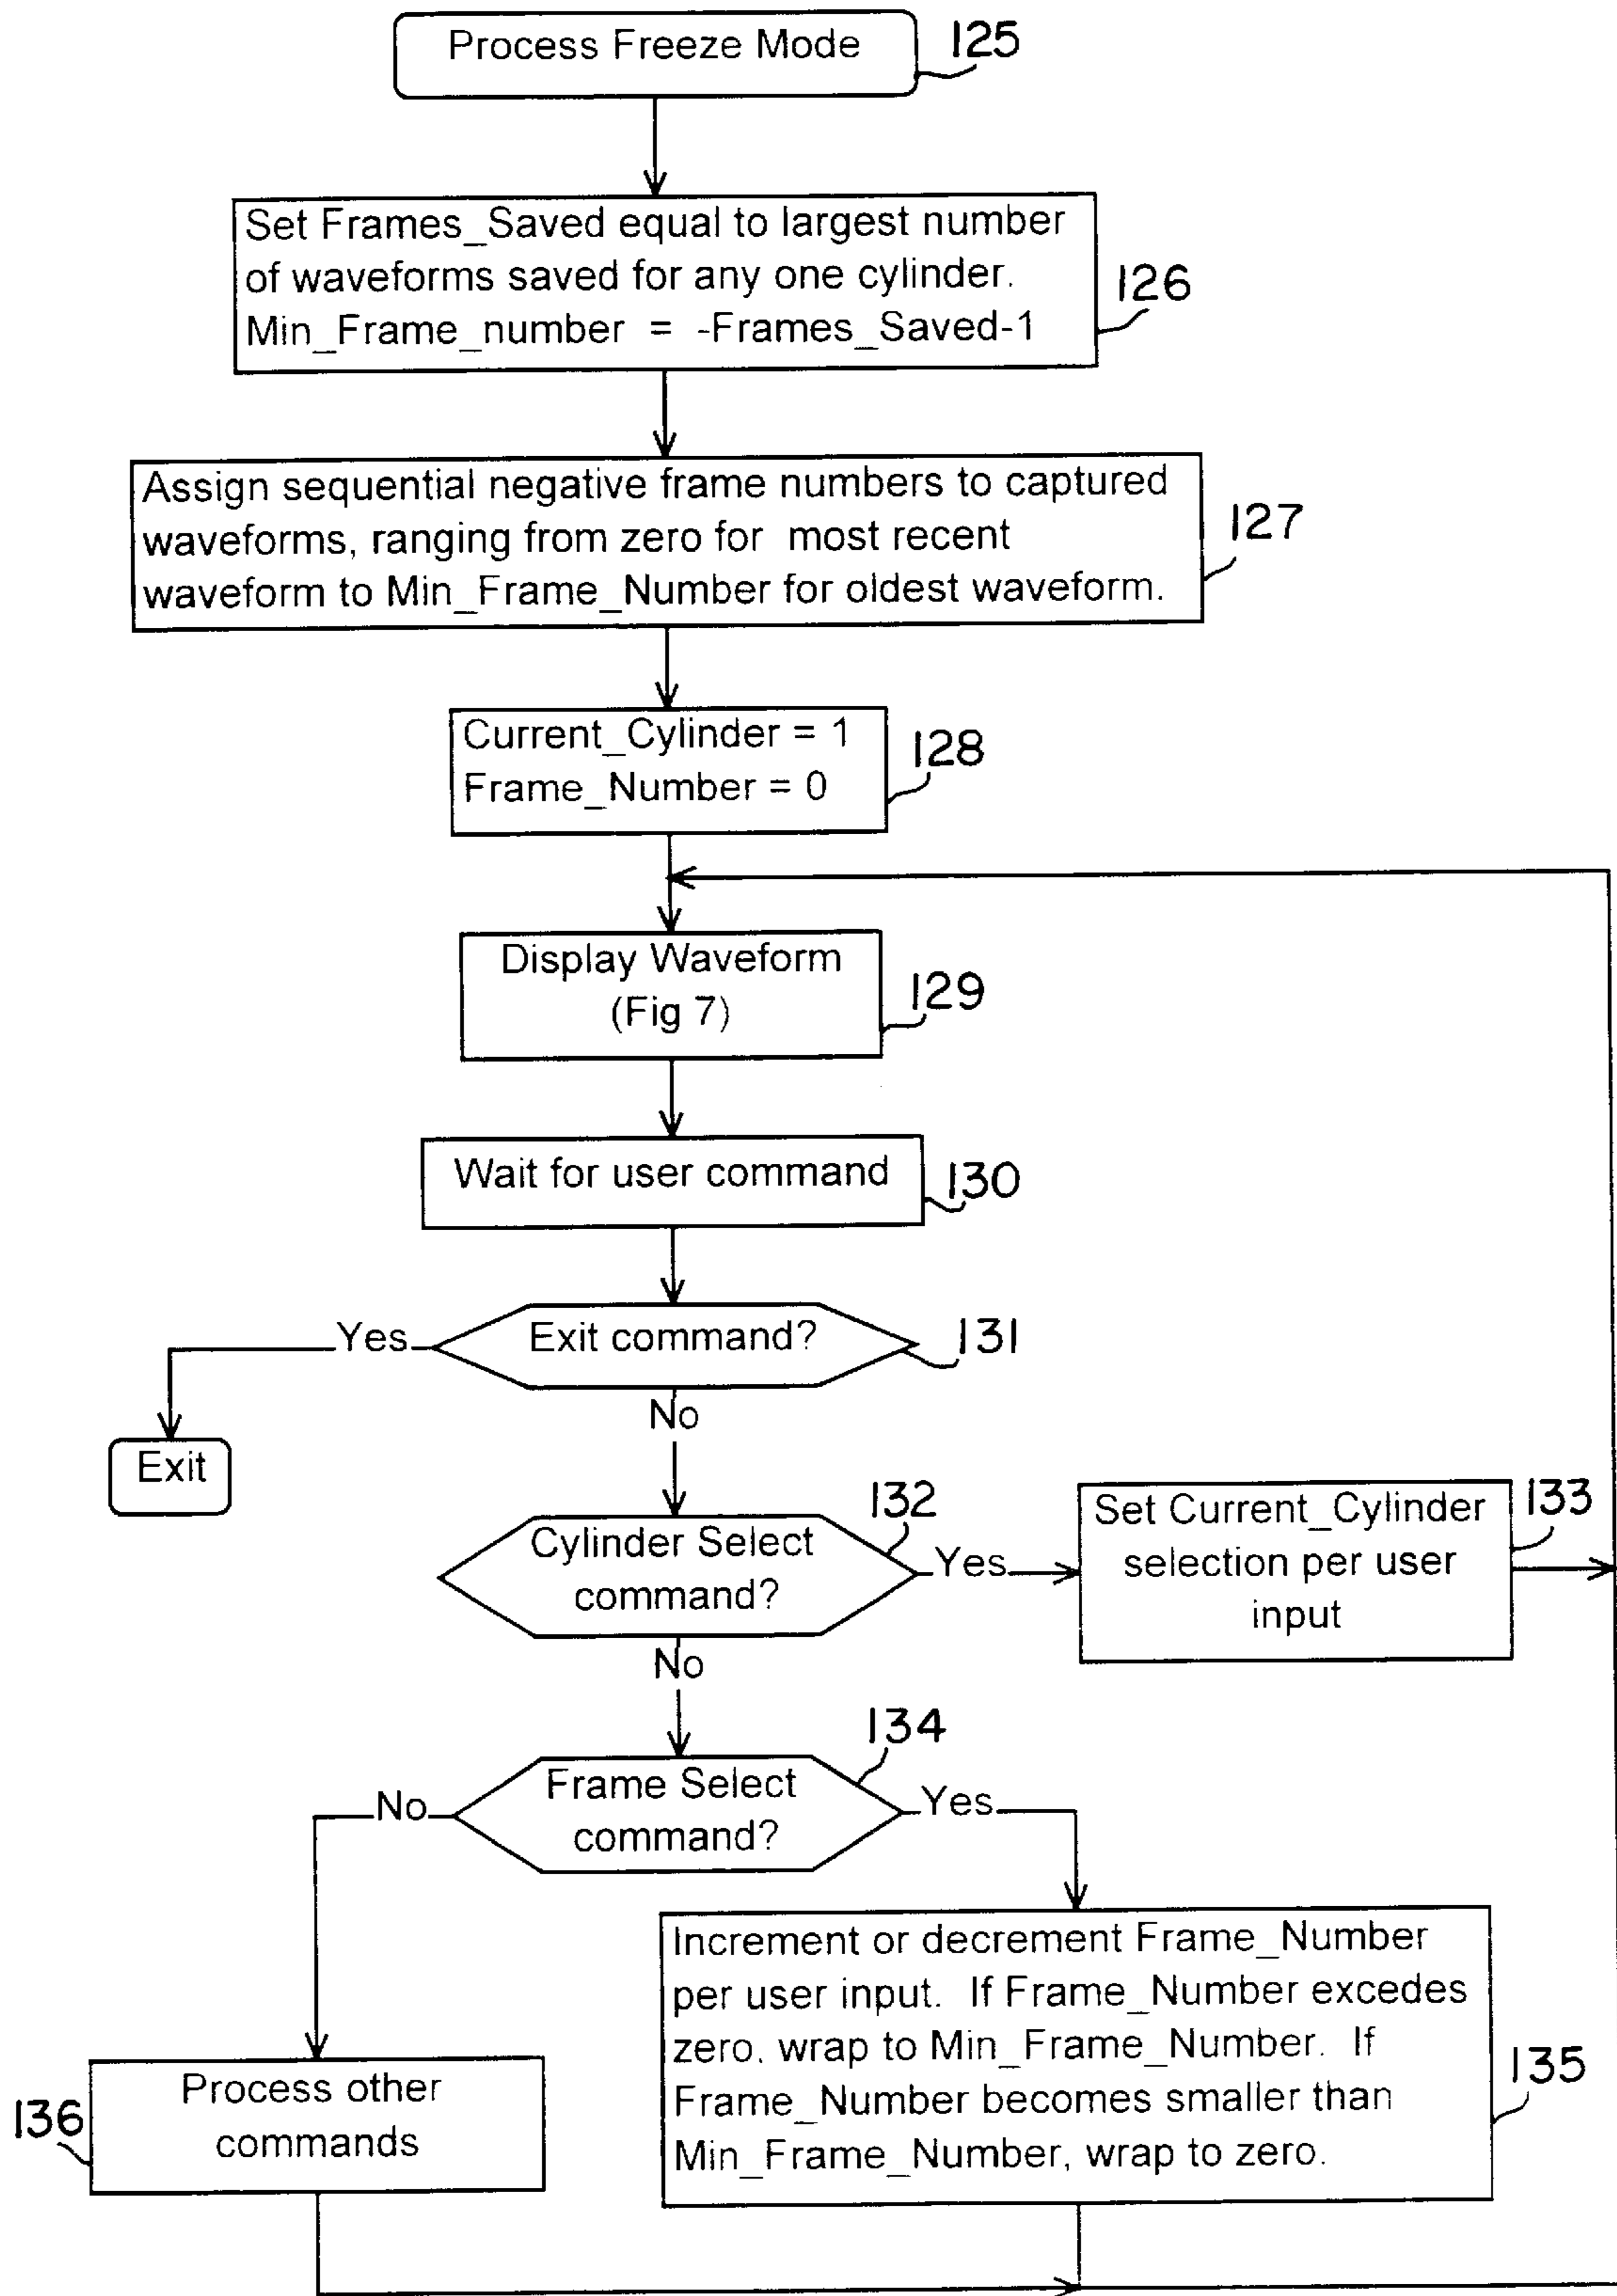 Process Freeze Mode
125
Set Frames_Saved equal to largest number
of waveforms saved for any one cylinder.
Min_Frame_number = -Frames_Saved-1
126
Assign sequential negative frame numbers to captured
waveforms, ranging from zero for most recent
waveform to Min_Frame_Number for oldest waveform.
127
Current_Cylinder = 1
Frame_Number = 0
128
Display Waveform
(Fig 7)
129
Wait for user command
130
Exit command?
131
Yes
No
Exit
Cylinder Select
command?
132
Yes
No
Set Current_Cylinder
selection per user
input
133
Frame Select
command?
134
No
Yes
Increment or decrement Frame_Number
per user input. If Frame_Number excedes
zero, wrap to Min_Frame_Number. If
Frame_Number becomes smaller than
Min_Frame_Number, wrap to zero.
135
Process other
commands
136